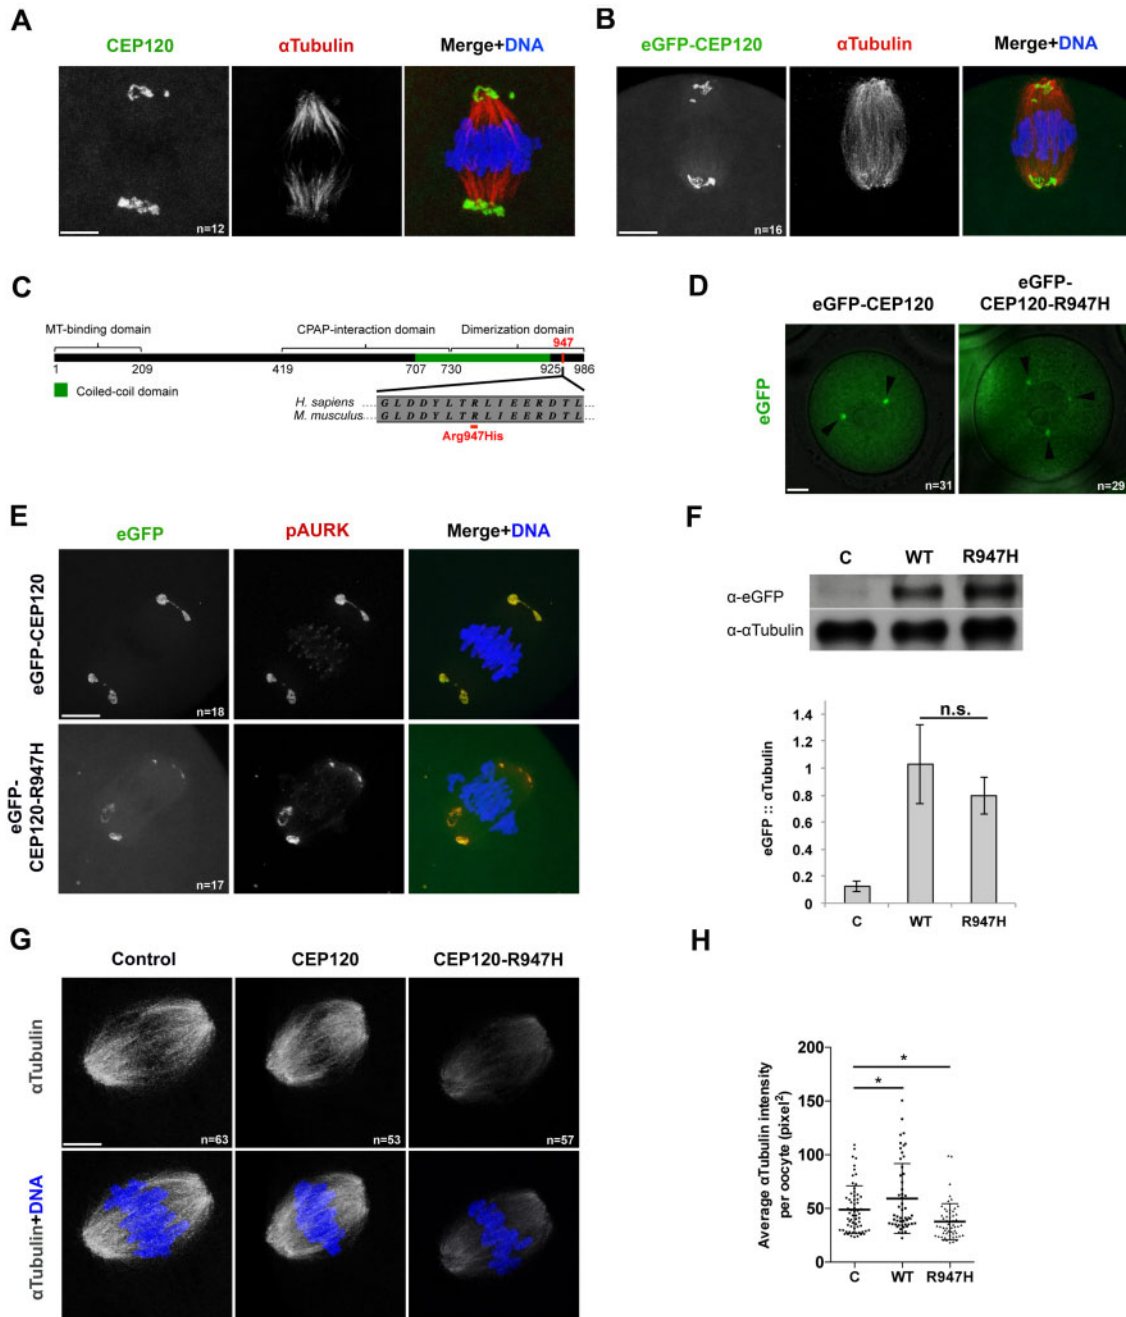 A
CEP120 αTubulin Merge+DNA
n=12
B
eGFP-CEP120 αTubulin Merge+DNA
n=16
C
MT-binding domain CPAP-interaction domain Dimerization domain
947
1 209 419 707 730 925 986
Coiled-coil domain
H. sapiens G L D D Y L T R L I E E R D T L
M. musculus G L D D Y L T R L I E E R D T L
Arg947His
D
eGFP-CEP120 eGFP-
CEP120-R947H
eGFP
n=31 n=29
E
eGFP pAURK Merge+DNA
eGFP-CEP120
n=18
eGFP-
CEP120-R947H
n=17
F
C WT R947H
α-eGFP
α-αTubulin
n.s.
eGFP :: αTubulin
1.4
1.2
1
0.8
0.6
0.4
0.2
0
C WT R947H
G
Control CEP120 CEP120-R947H
αTubulin
n=63 n=53 n=57
αTubulin+DNA
H
Average αTubulin intensity
per oocyte (pixel²)
200
150
100
50
0
*
*
C WT R947H